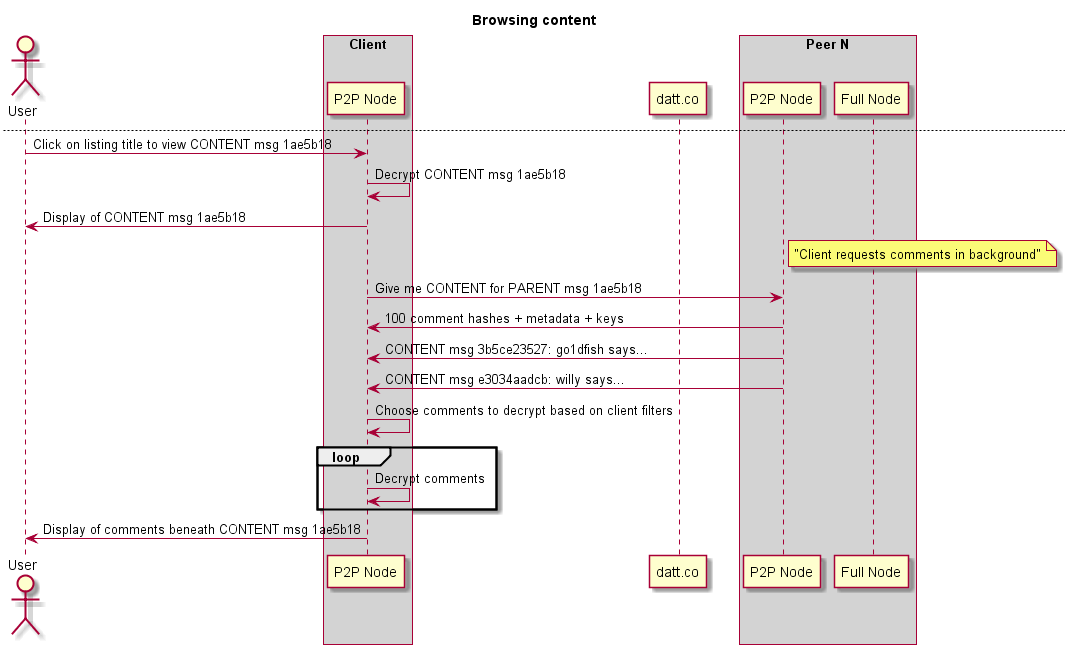 Browsing content
Client
Peer N
User
P2P Node
datt.co
P2P Node
Full Node
Click on listing title to view CONTENT msg 1ae5b18
Decrypt CONTENT msg 1ae5b18
Display of CONTENT msg 1ae5b18
"Client requests comments in background"
Give me CONTENT for PARENT msg 1ae5b18
100 comment hashes + metadata + keys
CONTENT msg 3b5ce23527: go1dfish says...
CONTENT msg e3034aadcb: willy says...
Choose comments to decrypt based on client filters
loop
Decrypt comments
Display of comments beneath CONTENT msg 1ae5b18
User
P2P Node
datt.co
P2P Node
Full Node